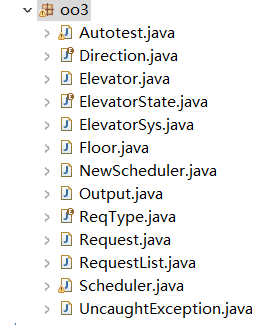 oo3
Autotest.java
Direction.java
Elevator.java
ElevatorState.java
ElevatorSys.java
Floor.java
NewScheduler.java
Output.java
ReqType.java
Request.java
RequestList.java
Scheduler.java
UncaughtException.java